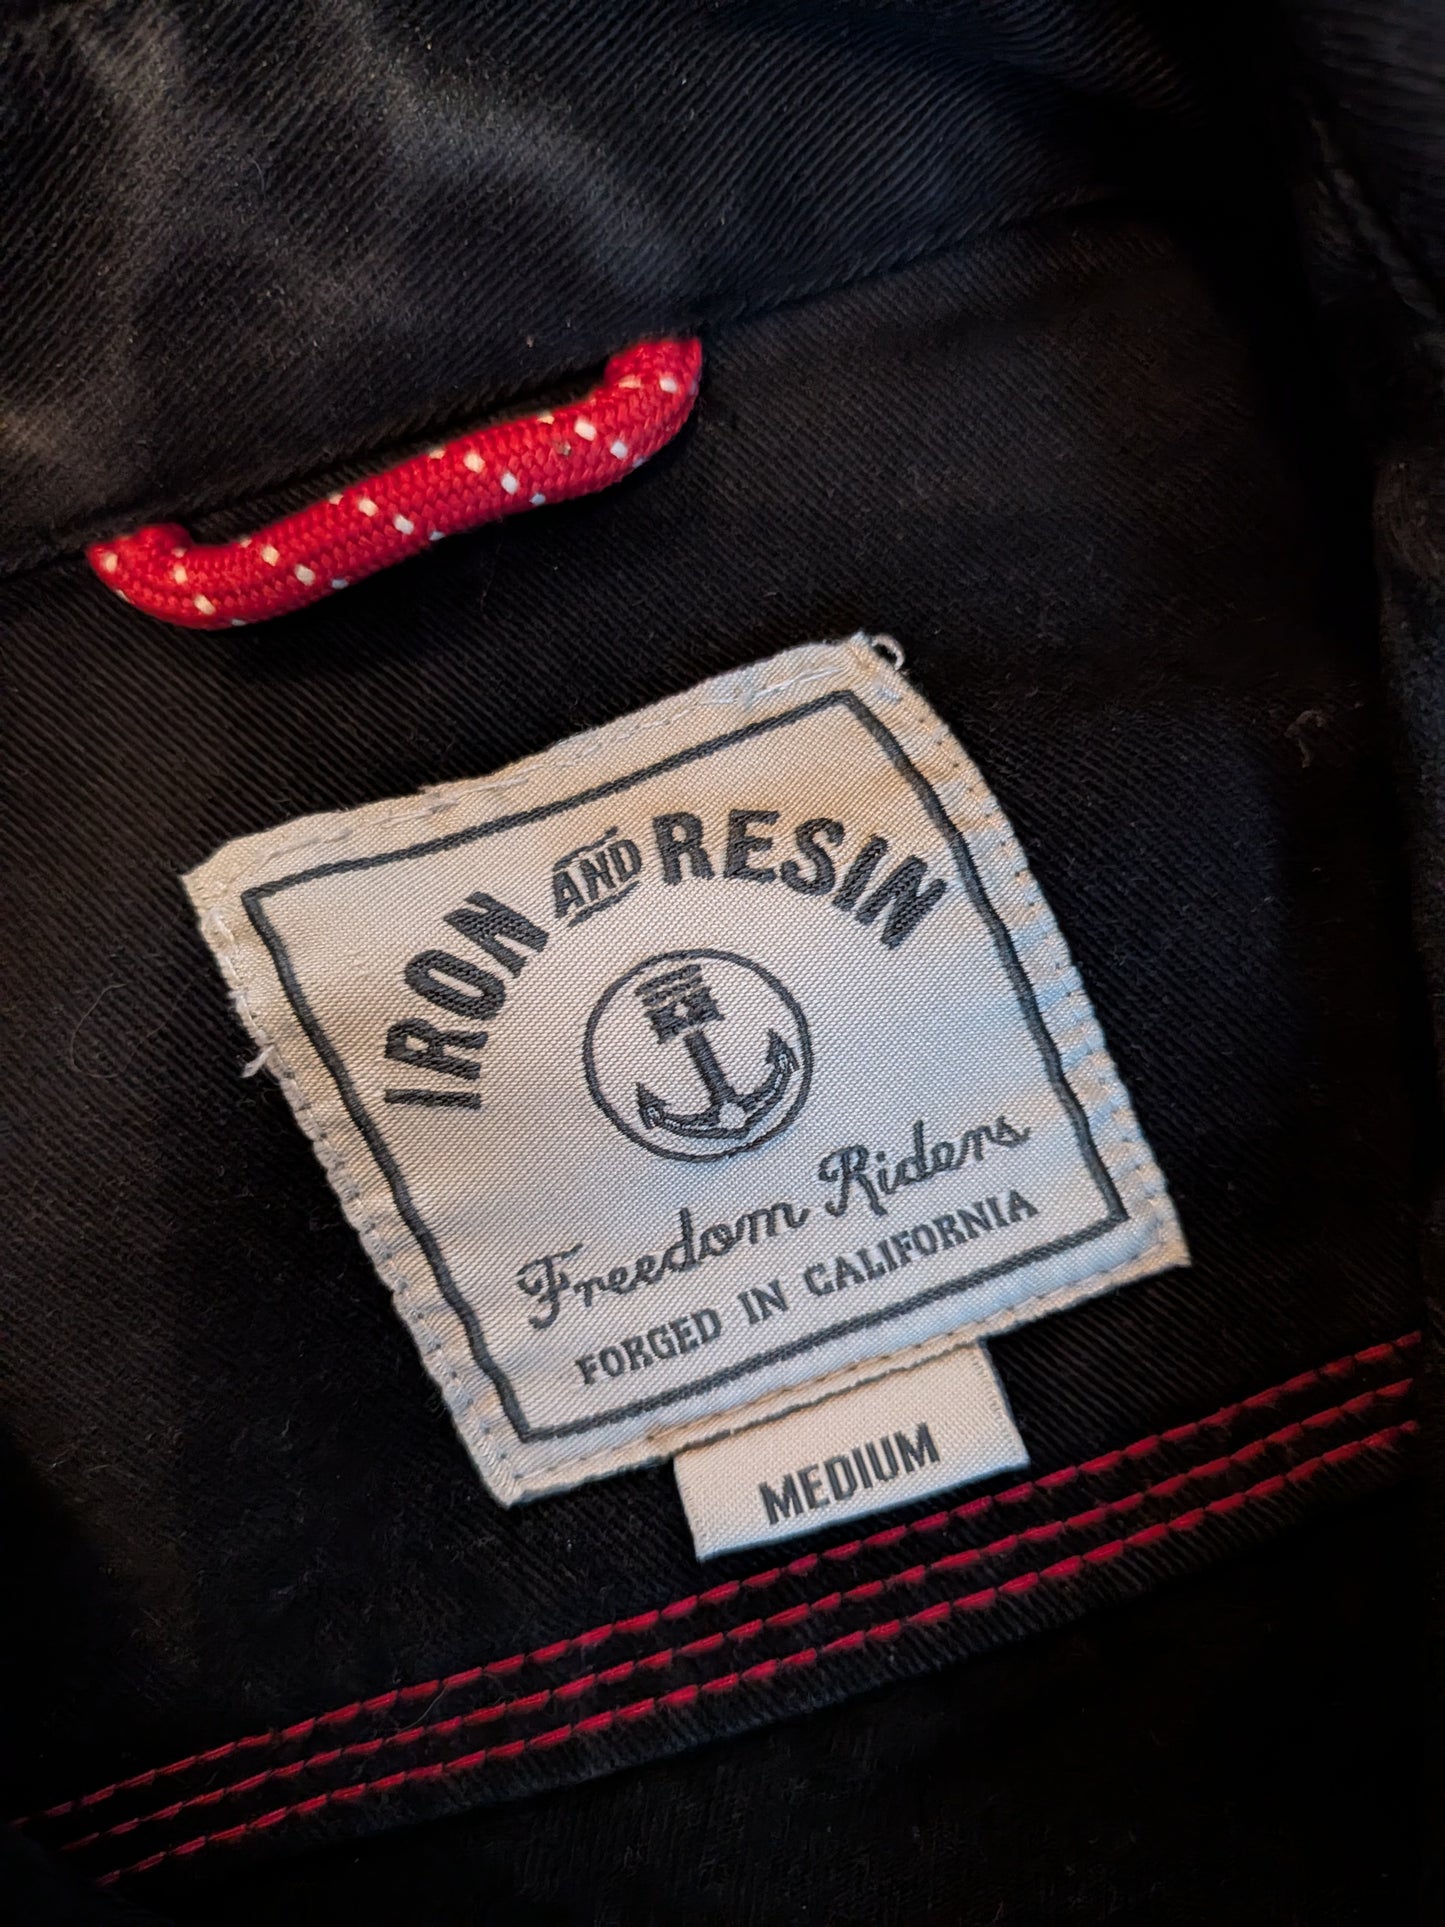 IRON AND RESIN
Freedom Riders
FORGED IN CALIFORNIA
MEDIUM